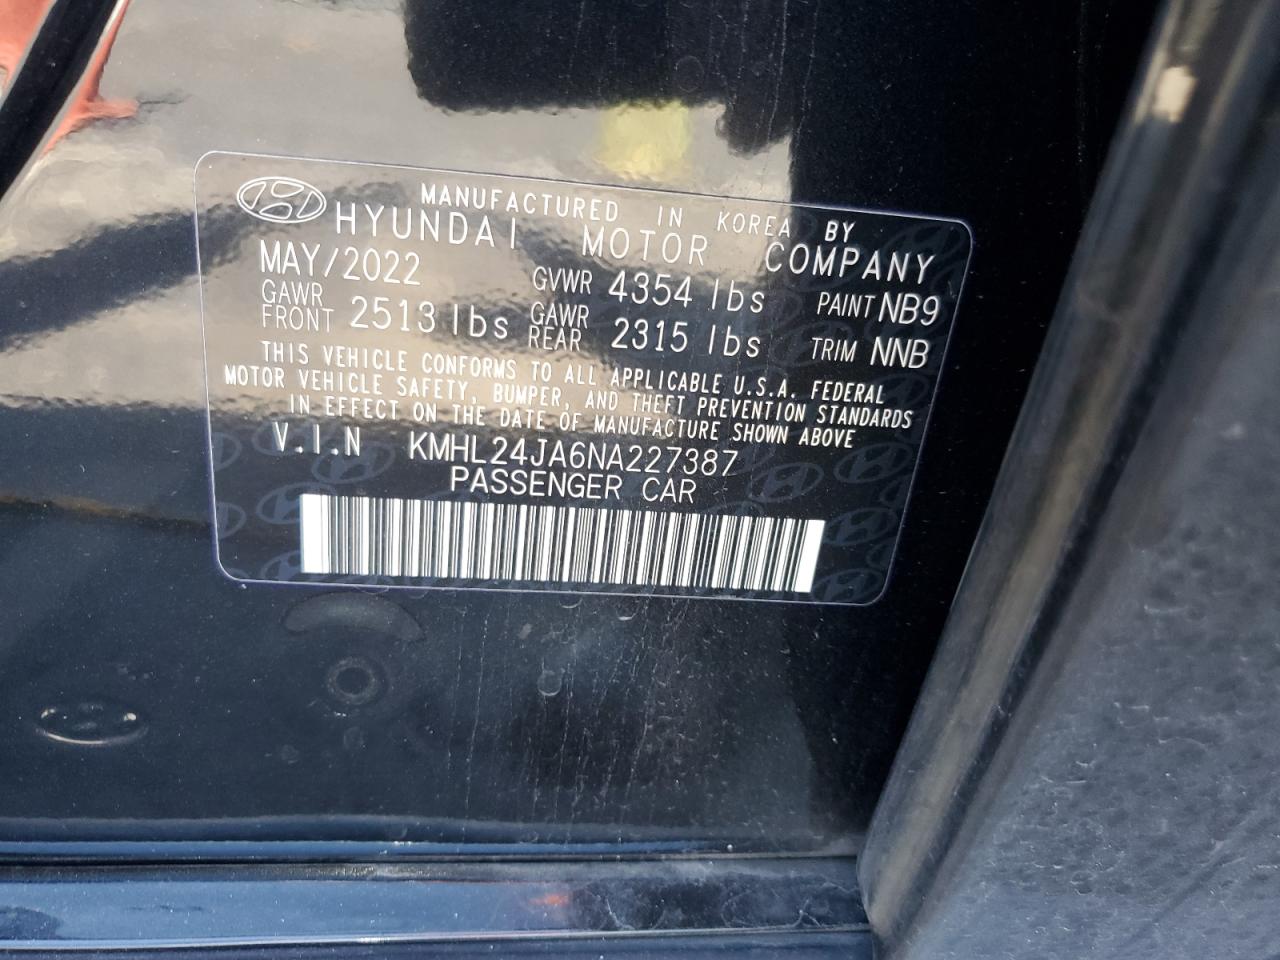 MANUFACTURED IN KOREA BY
HYUNDAI MOTOR COMPANY
MAY/2022 GVWR 4354 lbs PAINT NB9
GAWR FRONT 2513 lbs GAWR REAR 2315 lbs TRIM NNB
THIS VEHICLE CONFORMS TO ALL APPLICABLE U.S.A. FEDERAL
MOTOR VEHICLE SAFETY, BUMPER, AND THEFT PREVENTION STANDARDS
IN EFFECT ON THE DATE OF MANUFACTURE SHOWN ABOVE
V.I.N KMHL24JA6NA227387
PASSENGER CAR